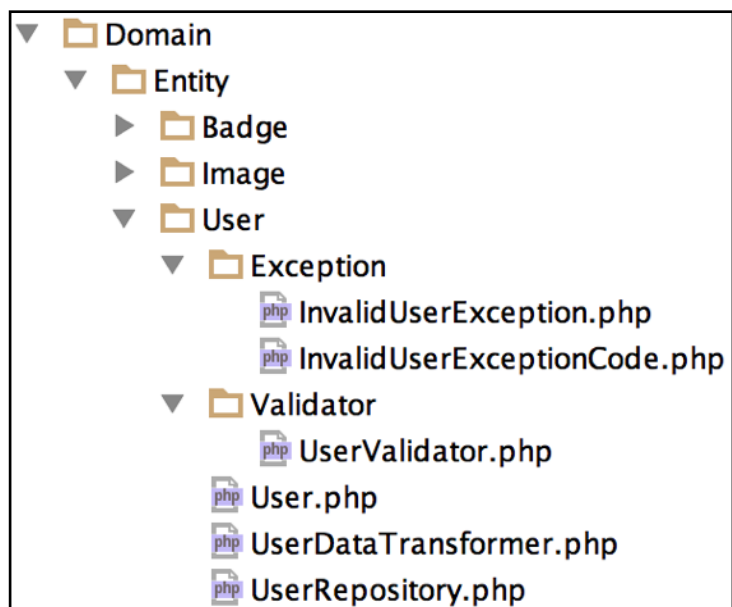 Domain
Entity
Badge
Image
User
Exception
php InvalidUserException.php
php InvalidUserExceptionCode.php
Validator
php UserValidator.php
php User.php
php UserDataTransformer.php
php UserRepository.php